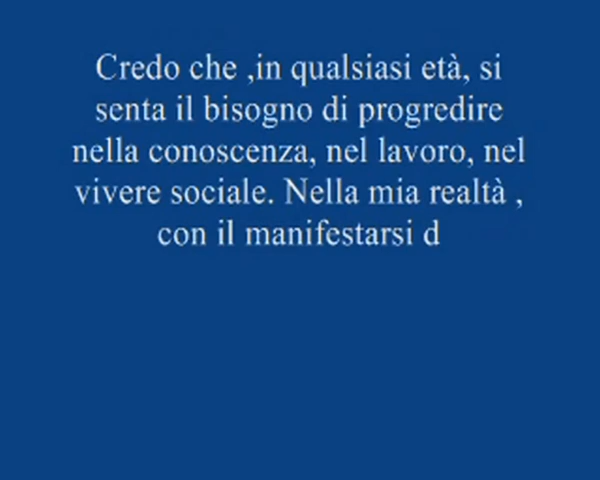 Credo che ,in qualsiasi età, si
senta il bisogno di progredire
nella conoscenza, nel lavoro, nel
vivere sociale. Nella mia realtà ,
con il manifestarsi d